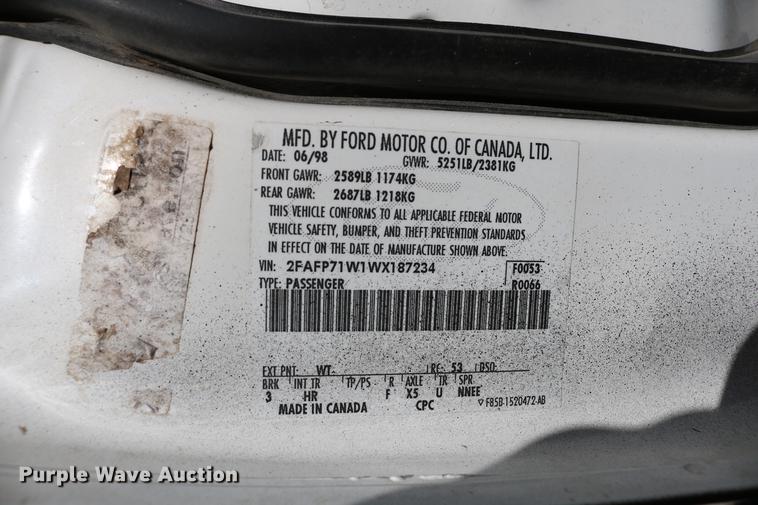 MFD. BY FORD MOTOR CO. OF CANADA, LTD.
DATE: 06/98 GVWR: 5251LB/2381KG
FRONT GAWR: 2589LB 1174KG
REAR GAWR: 2687LB 1218KG
THIS VEHICLE CONFORMS TO ALL APPLICABLE FEDERAL MOTOR
VEHICLE SAFETY, BUMPER, AND THEFT PREVENTION STANDARDS
IN EFFECT ON THE DATE OF MANUFACTURE SHOWN ABOVE.
VIN: 2FAFP71W1WX187234 F0053
TYPE: PASSENGER R0066
EXT PNT: WT RE: 53 DSO:
BRK INT TR TP/PS R AXLE TR SPR
3 HR F X5 U NNEE
MADE IN CANADA CPC F85B-1520472-AB
Purple Wave Auction